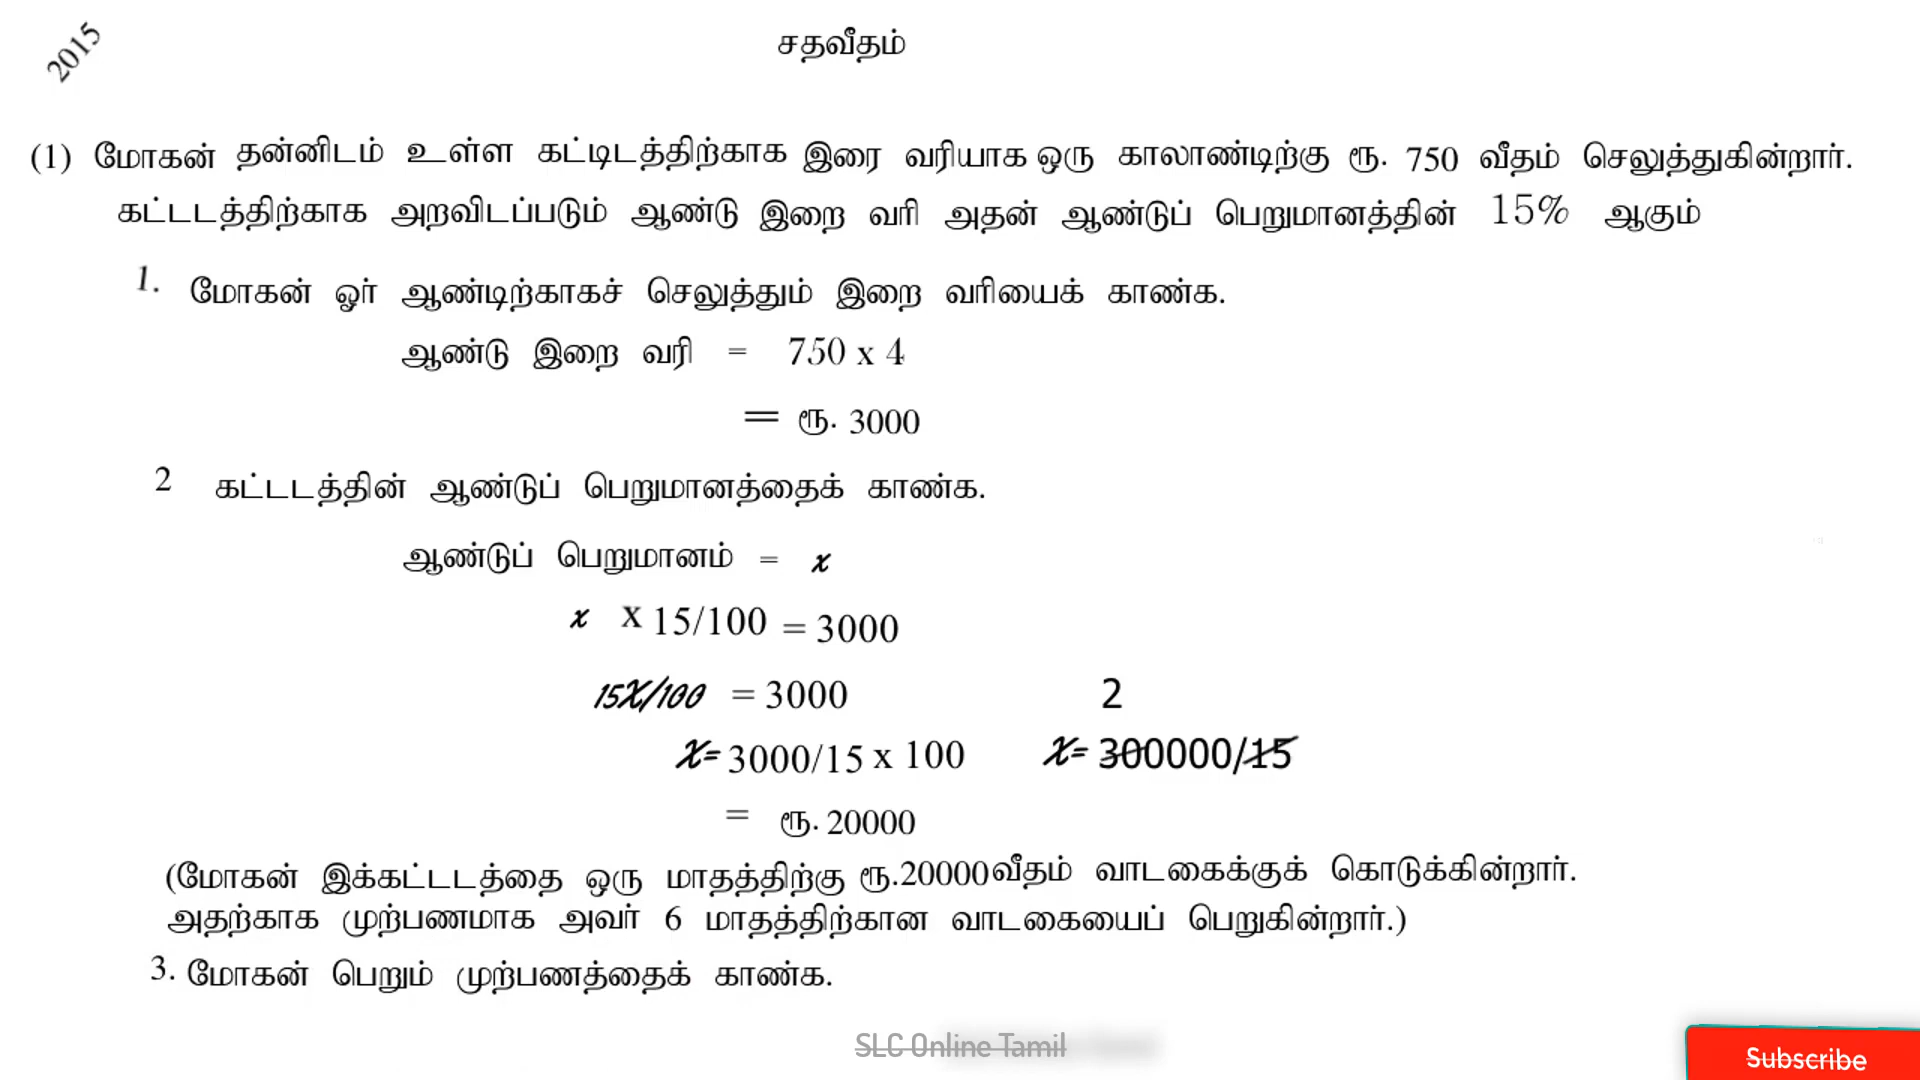 2015
சதவீதம்
(1) மோகன் தன்னிடம் உள்ள கட்டிடத்திற்காக இரை வரியாக ஒரு காலாண்டிற்கு ரூ. 750 வீதம் செலுத்துகின்றார்.
கட்டடத்திற்காக அறவிடப்படும் ஆண்டு இறை வரி அதன் ஆண்டுப் பெறுமானத்தின் 15% ஆகும்
1. மோகன் ஓர் ஆண்டிற்காகச் செலுத்தும் இறை வரியைக் காண்க.
ஆண்டு இறை வரி = 750 x 4
= ரூ. 3000
2 கட்டடத்தின் ஆண்டுப் பெறுமானத்தைக் காண்க.
ஆண்டுப் பெறுமானம் = x
x x 15/100 = 3000
15x/100 = 3000 2
x= 3000/15 x 100 x= 300000/15
= ரூ. 20000
(மோகன் இக்கட்டடத்தை ஒரு மாதத்திற்கு ரூ.20000வீதம் வாடகைக்குக் கொடுக்கின்றார்.
அதற்காக முற்பணமாக அவர் 6 மாதத்திற்கான வாடகையைப் பெறுகின்றார்.)
3. மோகன் பெறும் முற்பணத்தைக் காண்க.
SLC Online Tamil
Subscribe